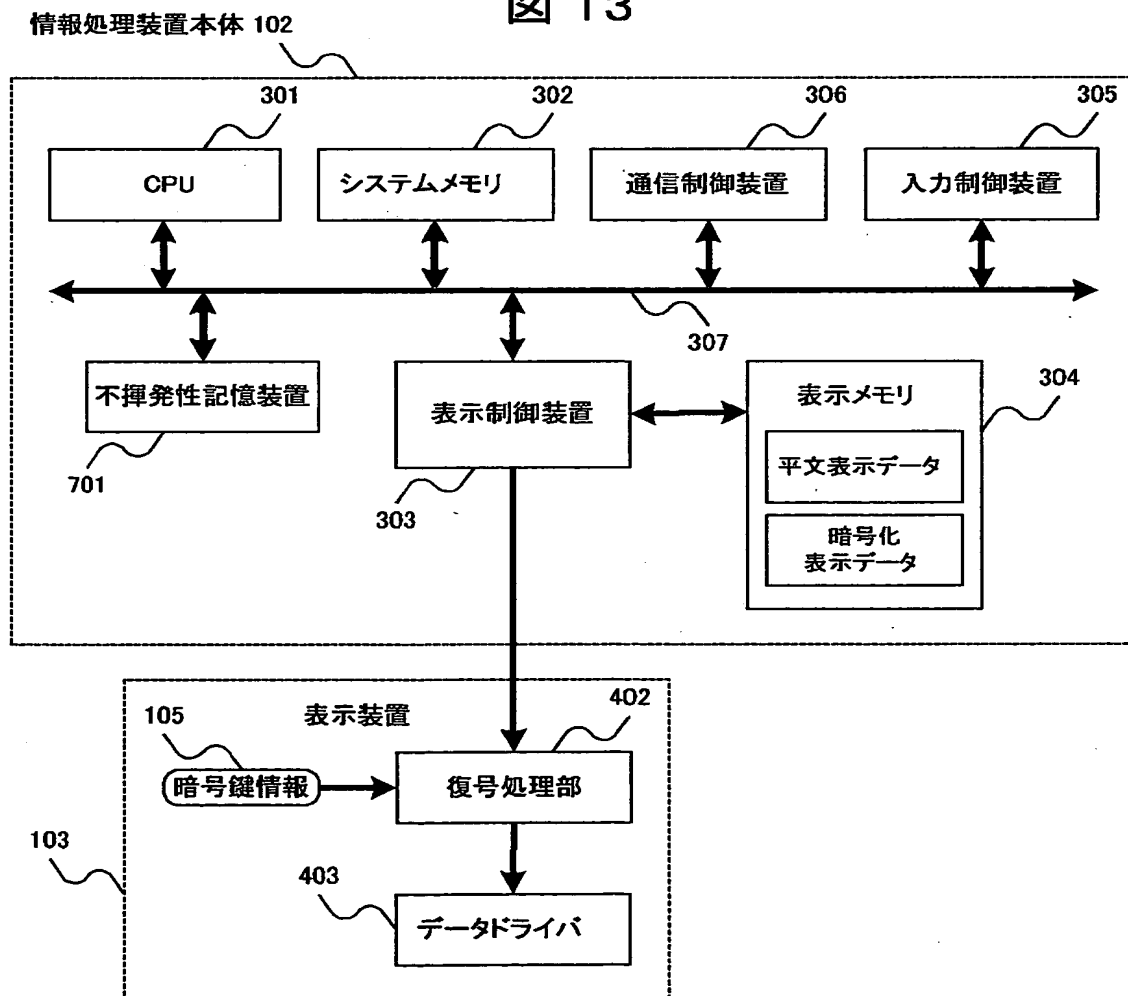 図 13
情報処理装置本体 102
301
302
306
305
CPU
システムメモリ
通信制御装置
入力制御装置
307
不揮発性記憶装置
701
表示制御装置
303
表示メモリ
304
平文表示データ
暗号化
表示データ
表示装置
105
402
暗号鍵情報
復号処理部
103
403
データドライバ